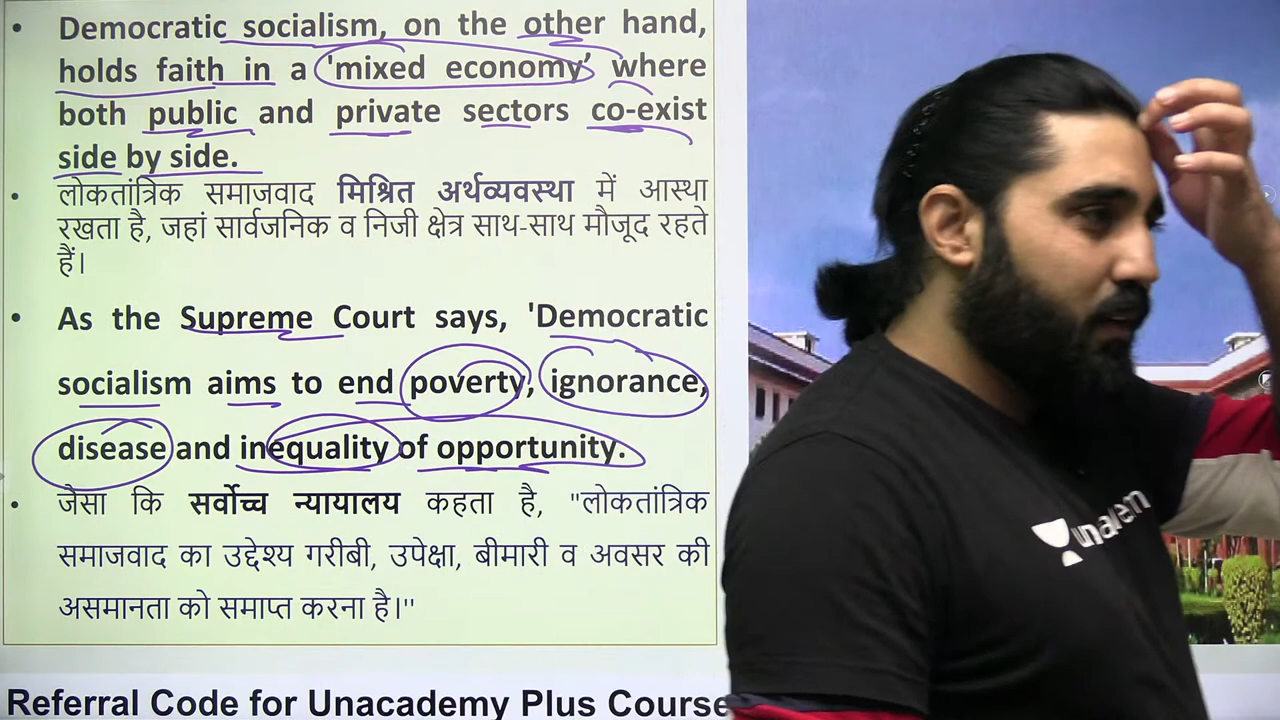 • Democratic socialism, on the other hand,
holds faith in a 'mixed economy' where
both public and private sectors co-exist
side by side.
• लोकतांत्रिक समाजवाद मिश्रित अर्थव्यवस्था में आस्था
रखता है, जहां सार्वजनिक व निजी क्षेत्र साथ-साथ मौजूद रहते
हैं।
• As the Supreme Court says, 'Democratic
socialism aims to end poverty, ignorance,
disease and inequality of opportunity.
• जैसा कि सर्वोच्च न्यायालय कहता है, "लोकतांत्रिक
समाजवाद का उद्देश्य गरीबी, उपेक्षा, बीमारी व अवसर की
असमानता को समाप्त करना है।"
unacadem
Referral Code for Unacademy Plus Course